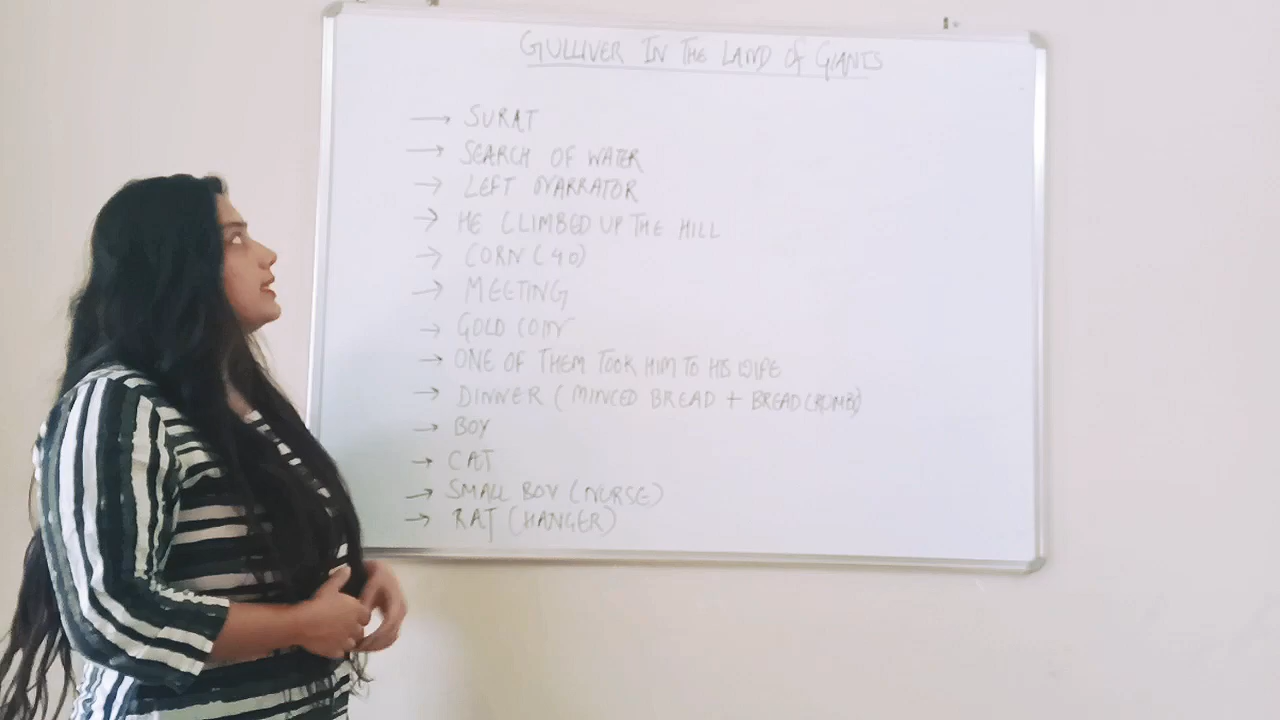 GULLIVER IN THE LAND OF GIANTS
→ SURAT
→ SEARCH OF WATER
→ LEFT NARRATOR
→ HE CLIMBED UP THE HILL
→ CORN (40)
→ MEETING
→ GOLD COIN
→ ONE OF THEM TOOK HIM TO HIS WIFE
→ DINNER (MINCED BREAD + BREADCRUMBS)
→ BOY
→ CAT
→ SMALL BOY (NURSE)
→ RAT (HANGER)